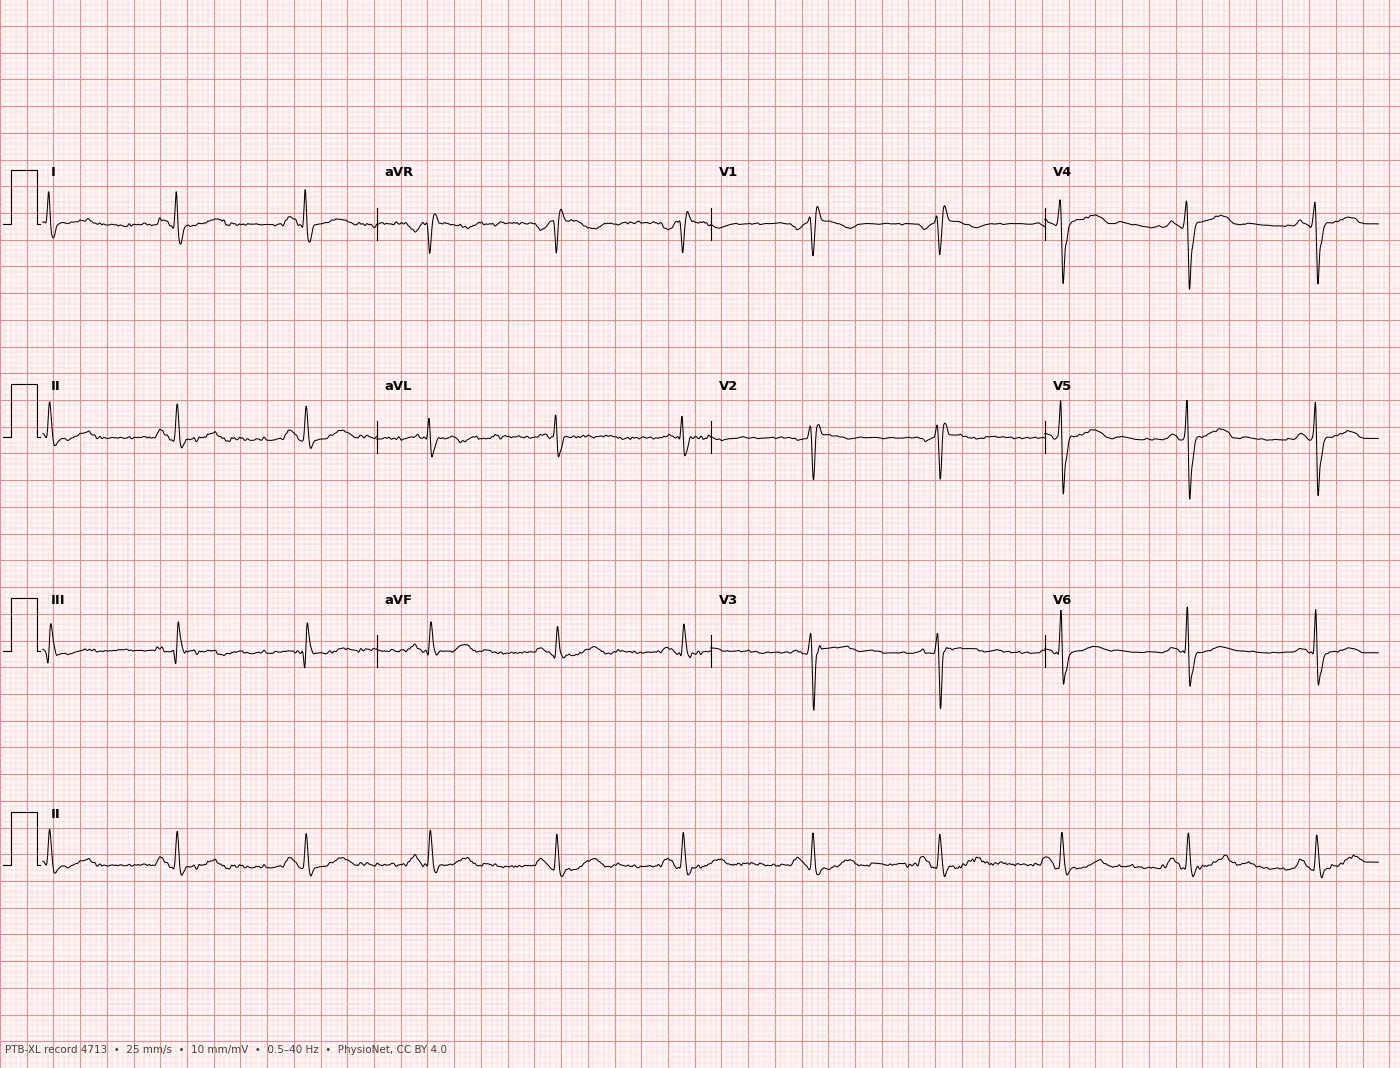 I aVR V1 V4
II aVL V2 V5
III aVF V3 V6
II
PTB-XL record 4713 • 25 mm/s • 10 mm/mV • 0.5–40 Hz • PhysioNet, CC BY 4.0